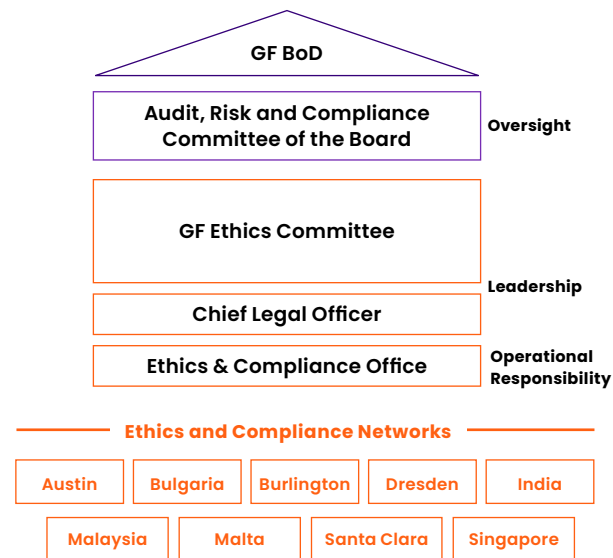 GF BoD
Audit, Risk and Compliance
Committee of the Board
Oversight
GF Ethics Committee
Leadership
Chief Legal Officer
Ethics & Compliance Office
Operational
Responsibility
Ethics and Compliance Networks
Austin
Bulgaria
Burlington
Dresden
India
Malaysia
Malta
Santa Clara
Singapore